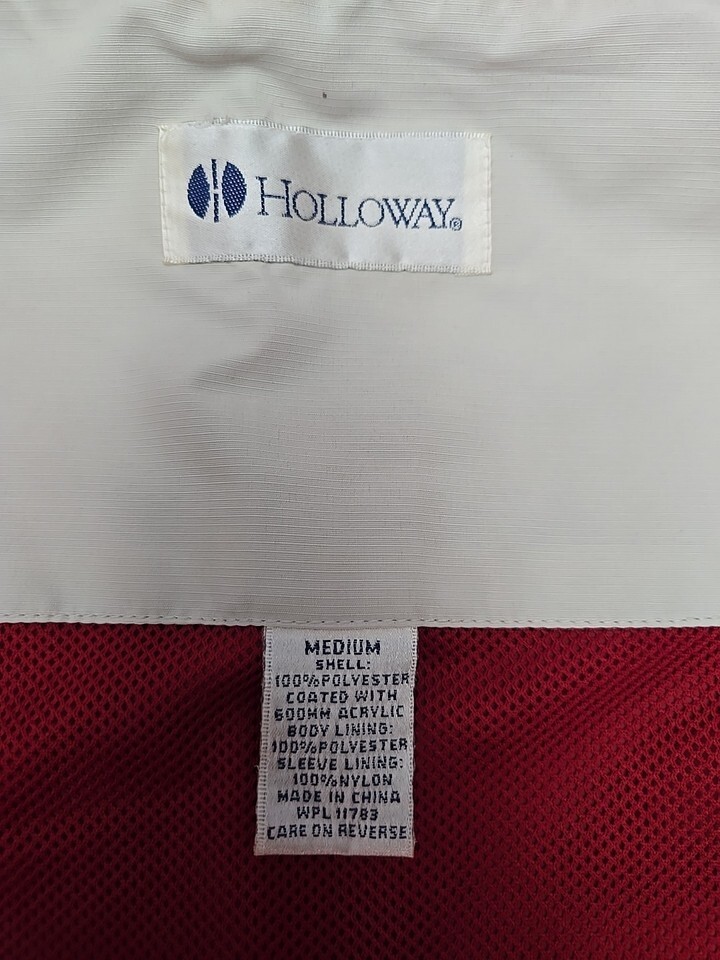 HOLLOWAY®
MEDIUM
SHELL:
100%POLYESTER
COATED WITH
600MM ACRYLIC
BODY LINING:
100%POLYESTER
SLEEVE LINING:
100%NYLON
MADE IN CHINA
WPL 11783
CARE ON REVERSE